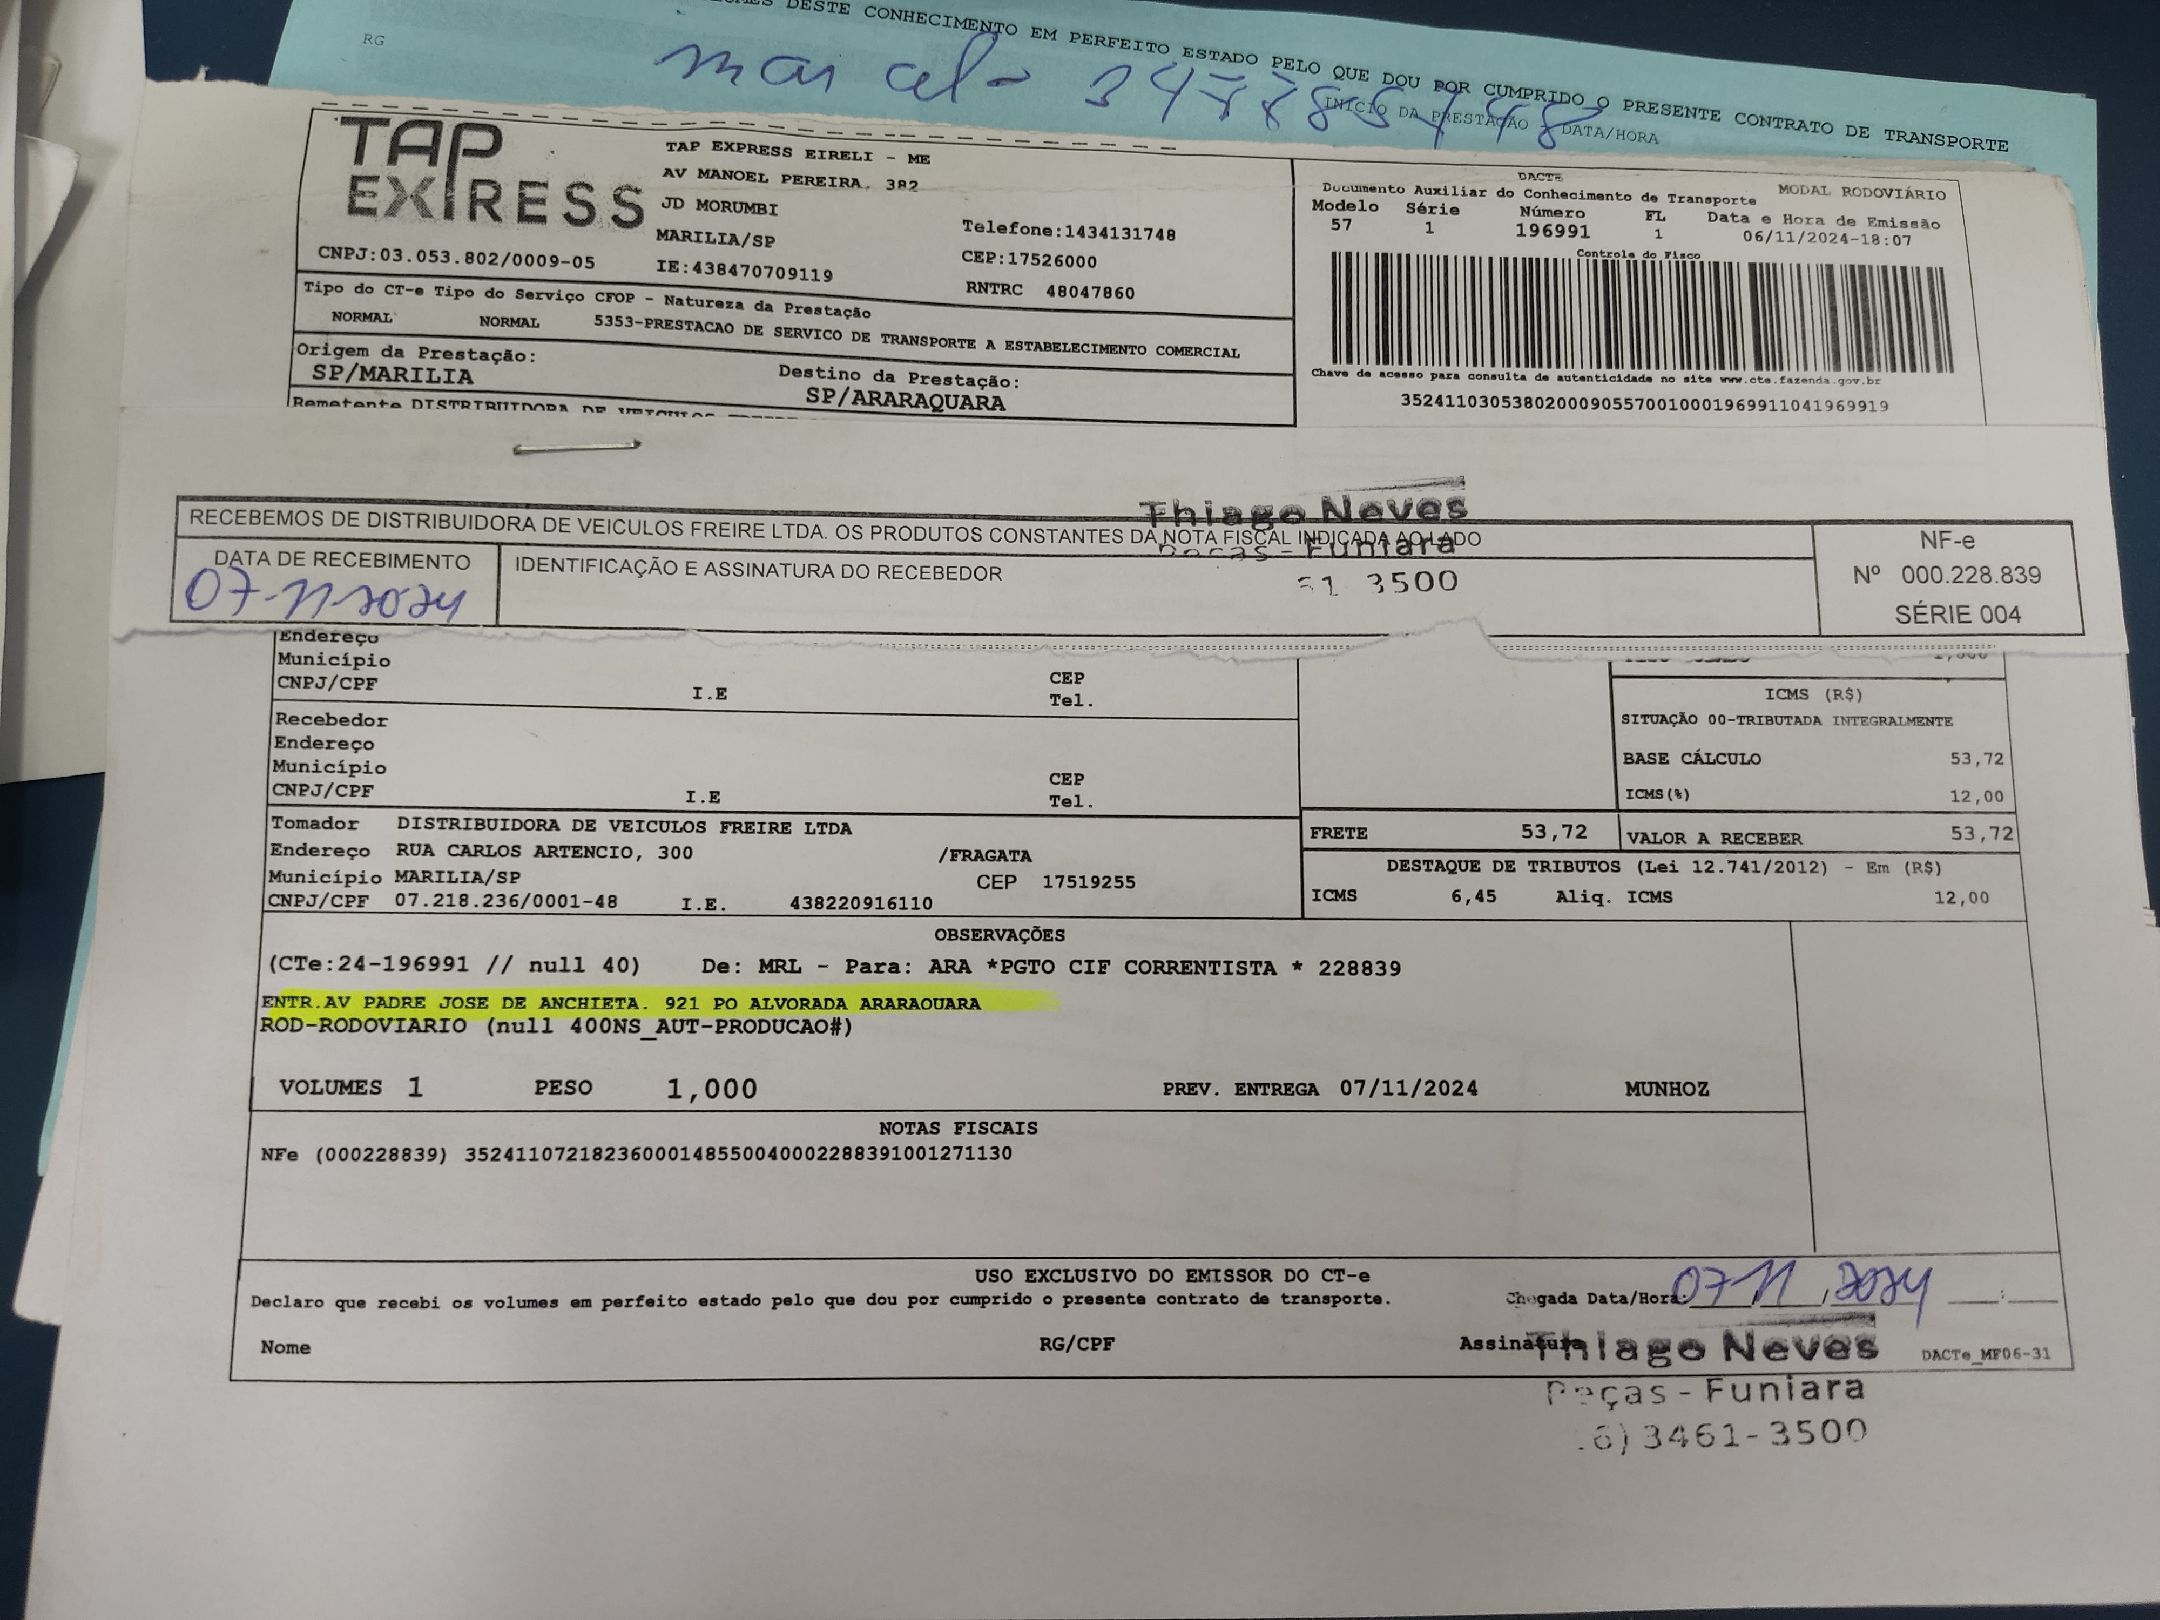 DESTE CONHECIMENTO EM PERFEITO ESTADO PELO QUE DOU POR CUMPRIDO O PRESENTE CONTRATO DE TRANSPORTE
RG
INÍCIO DA PRESTAÇÃO DATA/HORA
TAP
EXPRESS
TAP EXPRESS EIRELI - ME
AV MANOEL PEREIRA, 382
JD MORUMBI
MARILIA/SP
Telefone:1434131748
CNPJ:03.053.802/0009-05
IE:438470709119
CEP:17526000
RNTRC 48047860
DACTE
Documento Auxiliar do Conhecimento de Transporte
MODAL RODOVIÁRIO
Modelo Série Número FL Data e Hora de Emissão
57 1 196991 1 06/11/2024-18:07
Controle do Fisco
Tipo do CT-e Tipo do Serviço CFOP - Natureza da Prestação
NORMAL NORMAL 5353-PRESTACAO DE SERVICO DE TRANSPORTE A ESTABELECIMENTO COMERCIAL
Origem da Prestação:
SP/MARILIA
Destino da Prestação:
SP/ARARAQUARA
Chave de acesso para consulta de autenticidade no site www.cte.fazenda.gov.br
35241103053802000905570010001969911041969919
Remetente DISTRIBUIDORA DE VEICULOS
Thiago Neves
RECEBEMOS DE DISTRIBUIDORA DE VEICULOS FREIRE LTDA. OS PRODUTOS CONSTANTES DA NOTA FISCAL INDICADA AO LADO
Peças - Funiara
DATA DE RECEBIMENTO
07-11-2024
IDENTIFICAÇÃO E ASSINATURA DO RECEBEDOR
3500
NF-e
Nº 000.228.839
SÉRIE 004
Endereço
Município
CNPJ/CPF I.E
CEP
Tel.
Recebedor
Endereço
Município
CNPJ/CPF I.E
CEP
Tel.
ICMS (R$)
SITUAÇÃO 00-TRIBUTADA INTEGRALMENTE
BASE CÁLCULO 53,72
ICMS(%) 12,00
Tomador DISTRIBUIDORA DE VEICULOS FREIRE LTDA
Endereço RUA CARLOS ARTENCIO, 300 /FRAGATA
Município MARILIA/SP CEP 17519255
CNPJ/CPF 07.218.236/0001-48 I.E. 438220916110
FRETE 53,72 VALOR A RECEBER 53,72
DESTAQUE DE TRIBUTOS (Lei 12.741/2012) - Em (R$)
ICMS 6,45 Aliq. ICMS 12,00
OBSERVAÇÕES
(CTe:24-196991 // null 40) De: MRL - Para: ARA *PGTO CIF CORRENTISTA * 228839
ENTR.AV PADRE JOSE DE ANCHIETA. 921 PQ ALVORADA ARARAQUARA
ROD-RODOVIARIO (null 400NS_AUT-PRODUCAO#)
VOLUMES 1 PESO 1,000 PREV. ENTREGA 07/11/2024 MUNHOZ
NOTAS FISCAIS
NFe (000228839) 35241107218236000148550040002288391001271130
USO EXCLUSIVO DO EMISSOR DO CT-e
Declaro que recebi os volumes em perfeito estado pelo que dou por cumprido o presente contrato de transporte.
Chegada Data/Hora: 07/11/2024
Nome RG/CPF Assinatura
Thiago Neves
DACTe_MF06-31
Peças - Funiara
6) 3461-3500